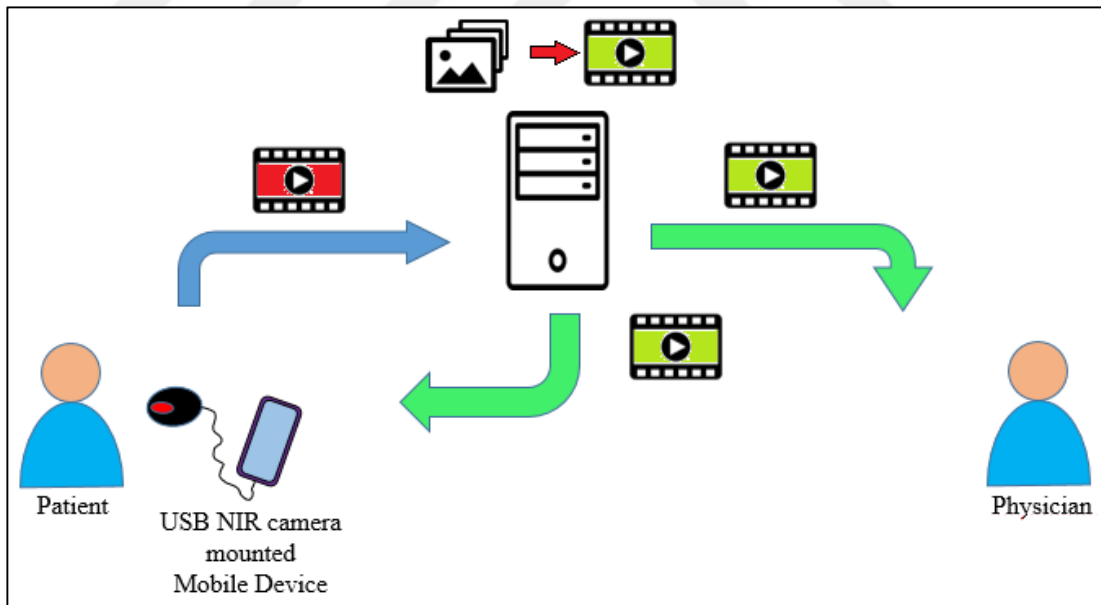 Patient
USB NIR camera
mounted
Mobile Device
Physician